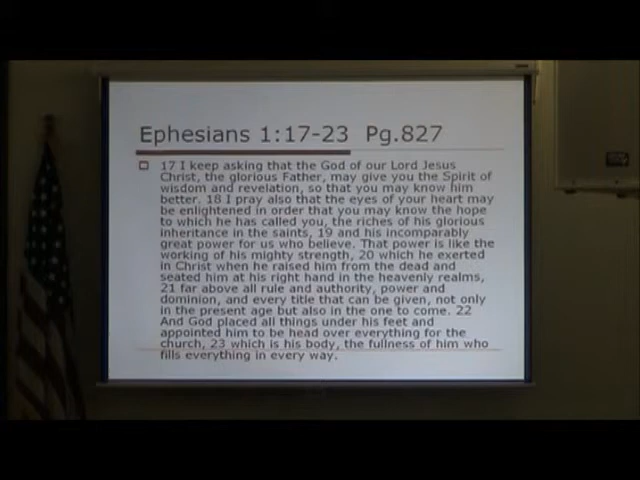 Ephesians 1:17-23 Pg.827
17 I keep asking that the God of our Lord Jesus
Christ, the glorious Father, may give you the Spirit of
wisdom and revelation, so that you may know him
better. 18 I pray also that the eyes of your heart may
be enlightened in order that you may know the hope
to which he has called you, the riches of his glorious
inheritance in the saints, 19 and his incomparably
great power for us who believe. That power is like the
working of his mighty strength, 20 which he exerted
in Christ when he raised him from the dead and
seated him at his right hand in the heavenly realms,
21 far above all rule and authority, power and
dominion, and every title that can be given, not only
in the present age but also in the one to come. 22
And God placed all things under his feet and
appointed him to be head over everything for the
church, 23 which is his body, the fullness of him who
fills everything in every way.